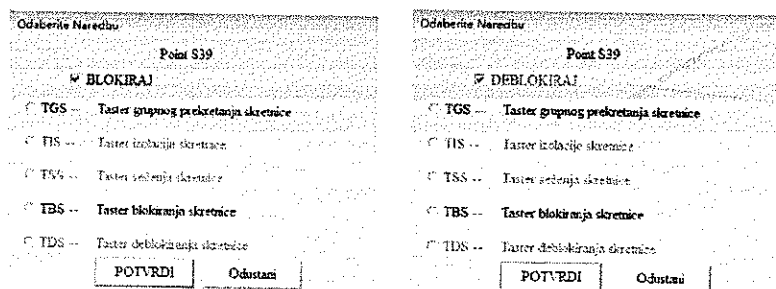 Odaberite Naredbu
Point S39
BLOKIRAJ
TGS -- Taster grupnog prekretanja skretnice
TIS -- Taster izolacije skretnice
TSS -- Taster sečenja skretnice
TBS -- Taster blokiranja skretnice
TDS -- Taster deblokiranja skretnice
POTVRDI Odustani
Odaberite Naredbu
Point S39
DEBLOKIRAJ
TGS -- Taster grupnog prekretanja skretnice
TIS -- Taster izolacije skretnice
TSS -- Taster sečenja skretnice
TBS -- Taster blokiranja skretnice
TDS -- Taster deblokiranja skretnice
POTVRDI Odustani